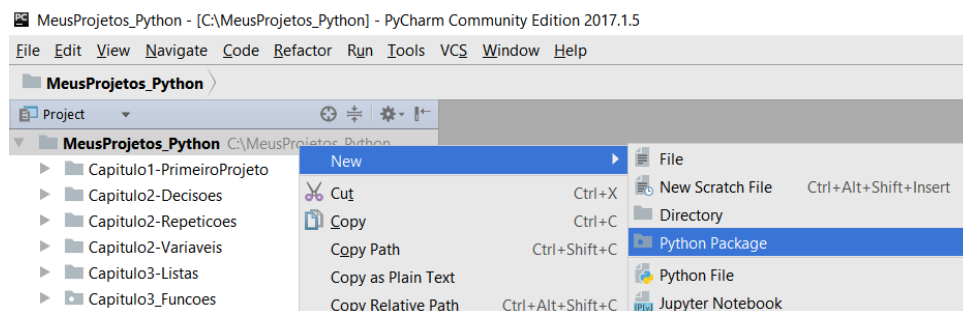 PC MeusProjetos_Python - [C:\MeusProjetos_Python] - PyCharm Community Edition 2017.1.5
File Edit View Navigate Code Refactor Run Tools VCS Window Help
MeusProjetos_Python
Project
MeusProjetos_Python C:\MeusProjetos_Python
Capitulo1-PrimeiroProjeto
Capitulo2-Decisoes
Capitulo2-Repeticoes
Capitulo2-Variaveis
Capitulo3-Listas
Capitulo3_Funcoes
New
Cut Ctrl+X
Copy Ctrl+C
Copy Path Ctrl+Shift+C
Copy as Plain Text
Copy Relative Path Ctrl+Alt+Shift+C
File
New Scratch File Ctrl+Alt+Shift+Insert
Directory
Python Package
Python File
IP[y] Jupyter Notebook